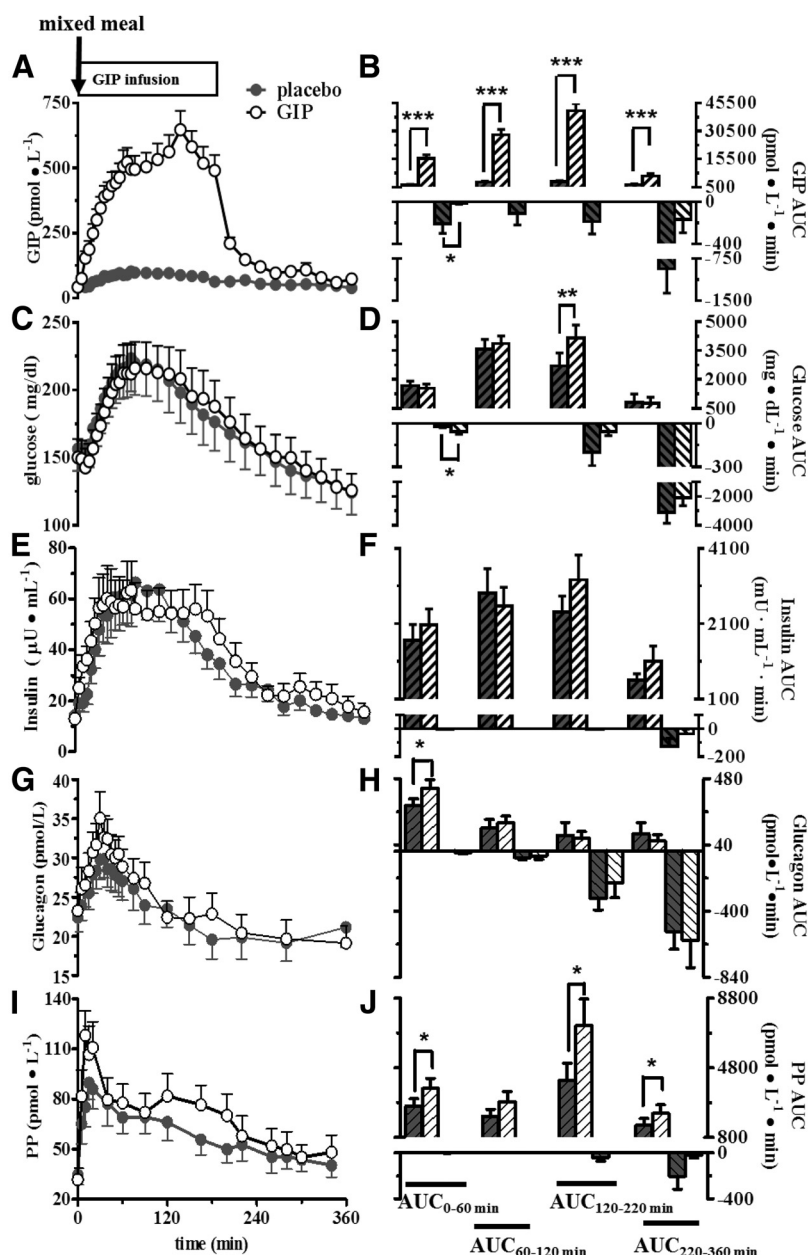 mixed meal
A
GIP infusion
placebo
GIP
750
500
250
0
GIP (pmol • L⁻¹)
B
***
***
***
***
*
45500
30500
15500
500
0
-400
-750
-1500
GIP AUC
(pmol • L⁻¹ • min)
C
250
200
150
100
glucose ( mg/dl)
D
**
*
5000
3500
2000
500
0
-300
-2000
-4000
Glucose AUC
(mg • dL⁻¹ • min)
E
80
60
40
20
0
Insulin ( µU • mL⁻¹)
F
4100
2100
100
0
-200
Insulin AUC
(mU · mL⁻¹ · min)
G
40
35
30
25
20
15
Glucagon (pmol/L)
H
*
480
40
-400
-840
Glucagon AUC
(pmol•L⁻¹•min)
I
140
110
80
50
20
PP (pmol • L⁻¹)
0
120
240
360
time (min)
J
*
*
*
8800
4800
800
0
-400
PP AUC
(pmol • L⁻¹ • min)
AUC0-60 min
AUC120-220 min
AUC60-120 min
AUC220-360 min